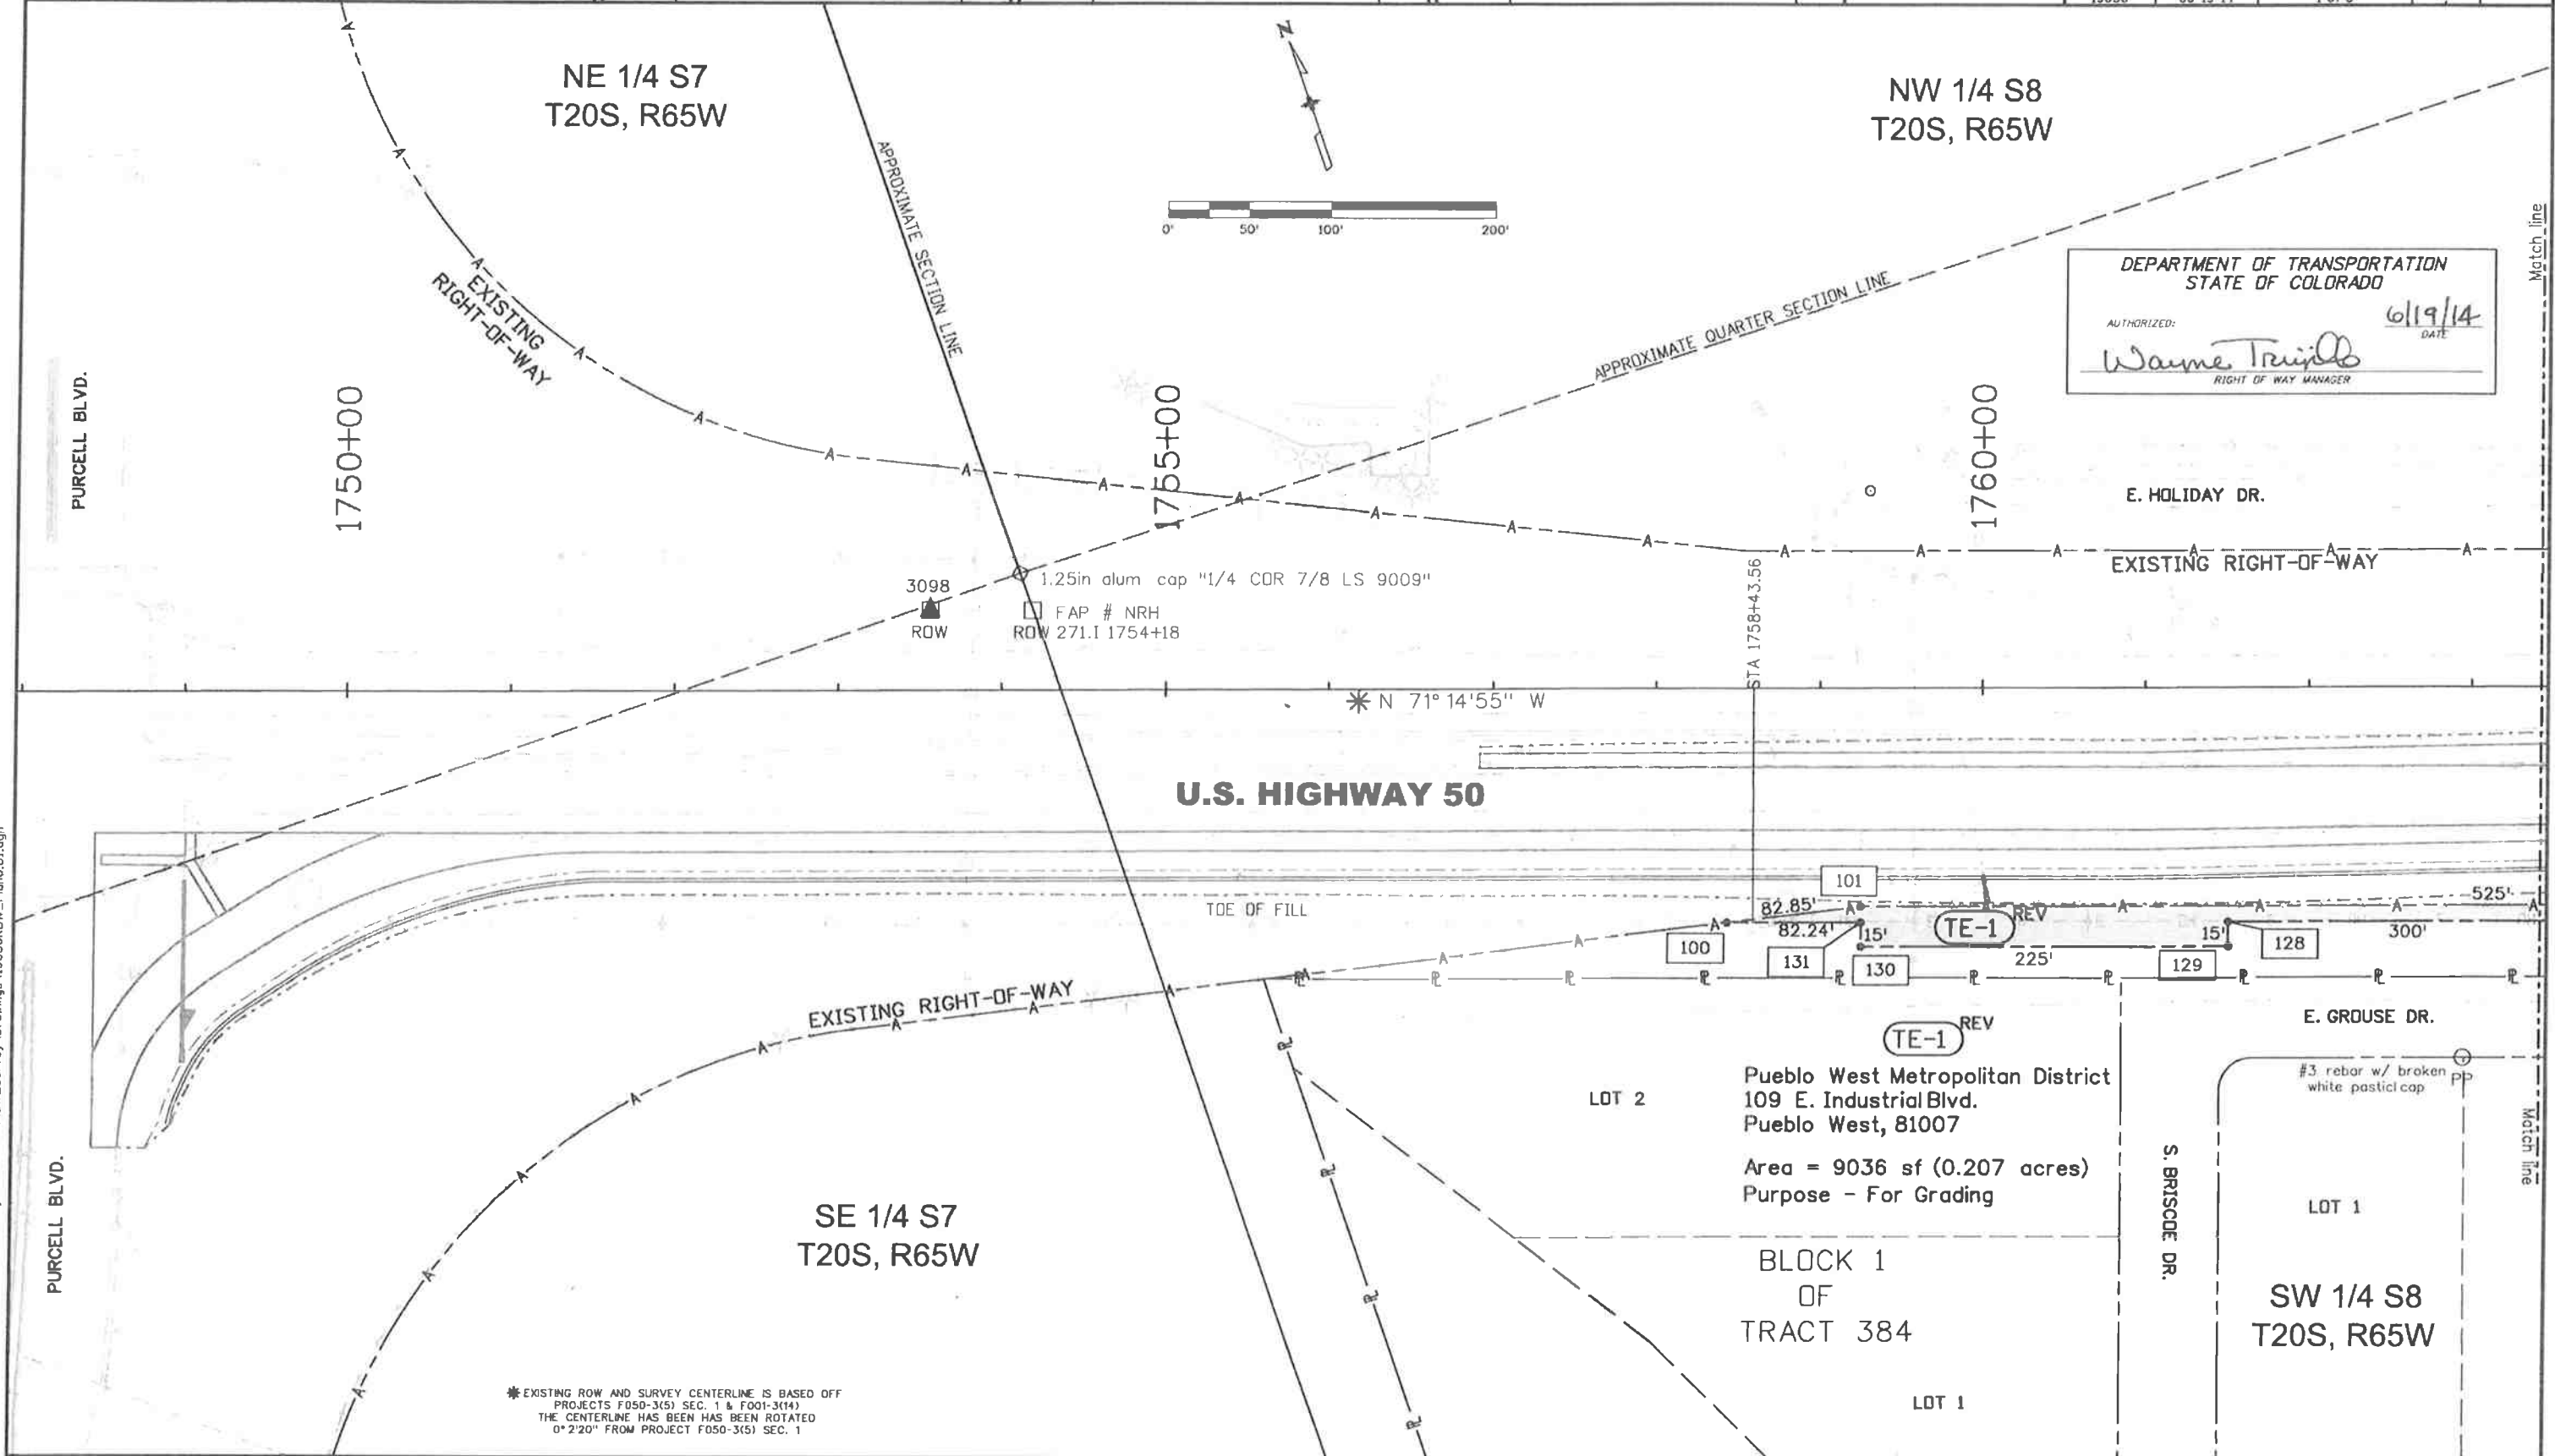 NE 1/4 S7
T20S, R65W
NW 1/4 S8
T20S, R65W
N
0' 50' 100' 200'
APPROXIMATE SECTION LINE
APPROXIMATE QUARTER SECTION LINE
Match line
DEPARTMENT OF TRANSPORTATION
STATE OF COLORADO
AUTHORIZED:
6/19/14
DATE
Wayne Trujillo
RIGHT OF WAY MANAGER
A
EXISTING
RIGHT-OF-WAY
PURCELL BLVD.
1750+00
1755+00
1760+00
E. HOLIDAY DR.
EXISTING RIGHT-OF-WAY
STA 1758+43.56
1.25in alum cap "1/4 COR 7/8 LS 9009"
3098
ROW
FAP # NRH
ROW 271.1 1754+18
✳ N 71° 14'55" W
U.S. HIGHWAY 50
TOE OF FILL
101
82.85'
82.24'
100
131
15'
130
TE-1 REV
225'
15'
129
128
525'
300'
EXISTING RIGHT-OF-WAY
PL
E. GROUSE DR.
#3 rebar w/ broken
white pasticl cap
PP
LOT 2
TE-1 REV
Pueblo West Metropolitan District
109 E. Industrial Blvd.
Pueblo West, 81007
Area = 9036 sf (0.207 acres)
Purpose - For Grading
S. BRISCOE DR.
LOT 1
Match line
PURCELL BLVD.
SE 1/4 S7
T20S, R65W
BLOCK 1
OF
TRACT 384
LOT 1
SW 1/4 S8
T20S, R65W
✳ EXISTING ROW AND SURVEY CENTERLINE IS BASED OFF
PROJECTS F050-3(5) SEC. 1 & F001-3(14)
THE CENTERLINE HAS BEEN HAS BEEN ROTATED
0° 2'20" FROM PROJECT F050-3(5) SEC. 1